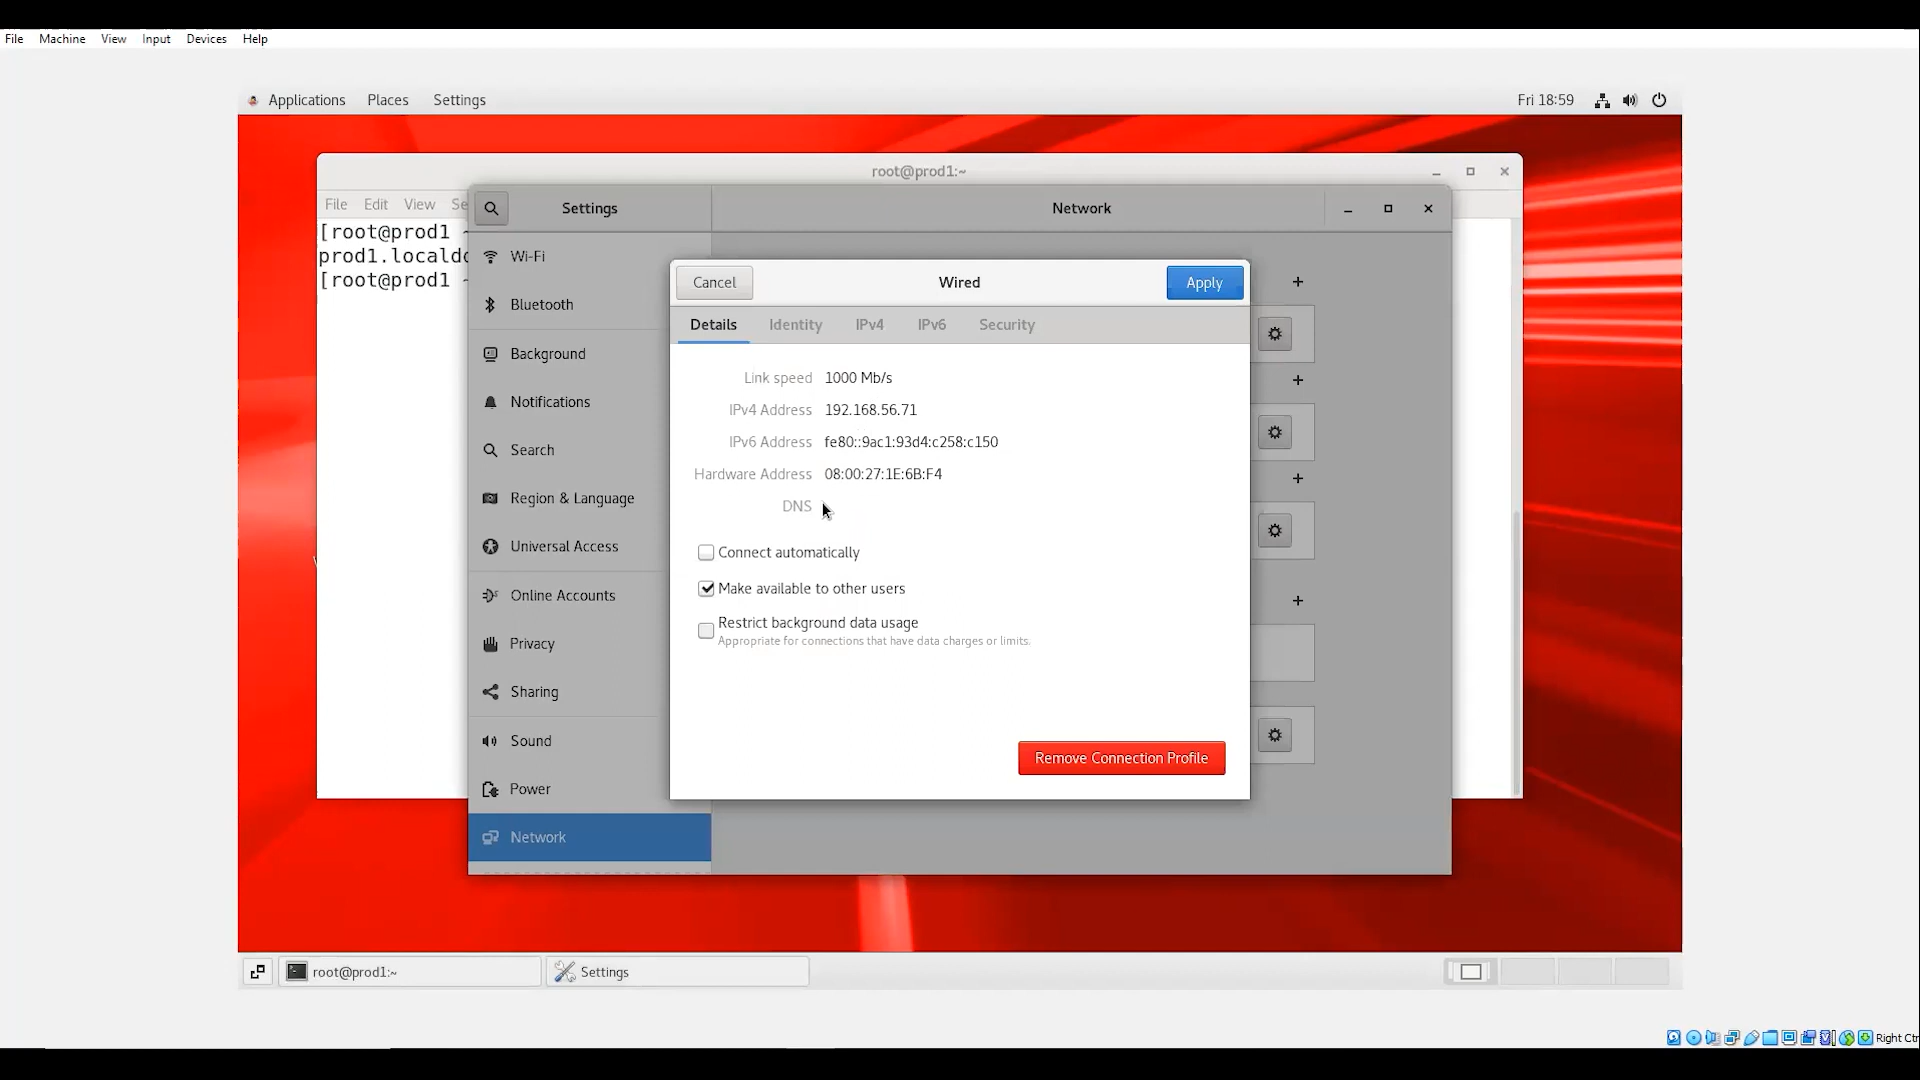 File Machine View Input Devices Help
Applications Places Settings
Fri 18:59
root@prod1:~
File Edit View Se
Settings
Network
[root@prod1 ~
prod1.localdo
[root@prod1 ~
Wi-Fi
Bluetooth
Background
Notifications
Search
Region & Language
Universal Access
Online Accounts
Privacy
Sharing
Sound
Power
Network
Cancel
Wired
Apply
Details Identity IPv4 IPv6 Security
Link speed 1000 Mb/s
IPv4 Address 192.168.56.71
IPv6 Address fe80::9ac1:93d4:c258:c150
Hardware Address 08:00:27:1E:6B:F4
DNS
Connect automatically
Make available to other users
Restrict background data usage
Appropriate for connections that have data charges or limits.
Remove Connection Profile
root@prod1:~
Settings
Right Ctr